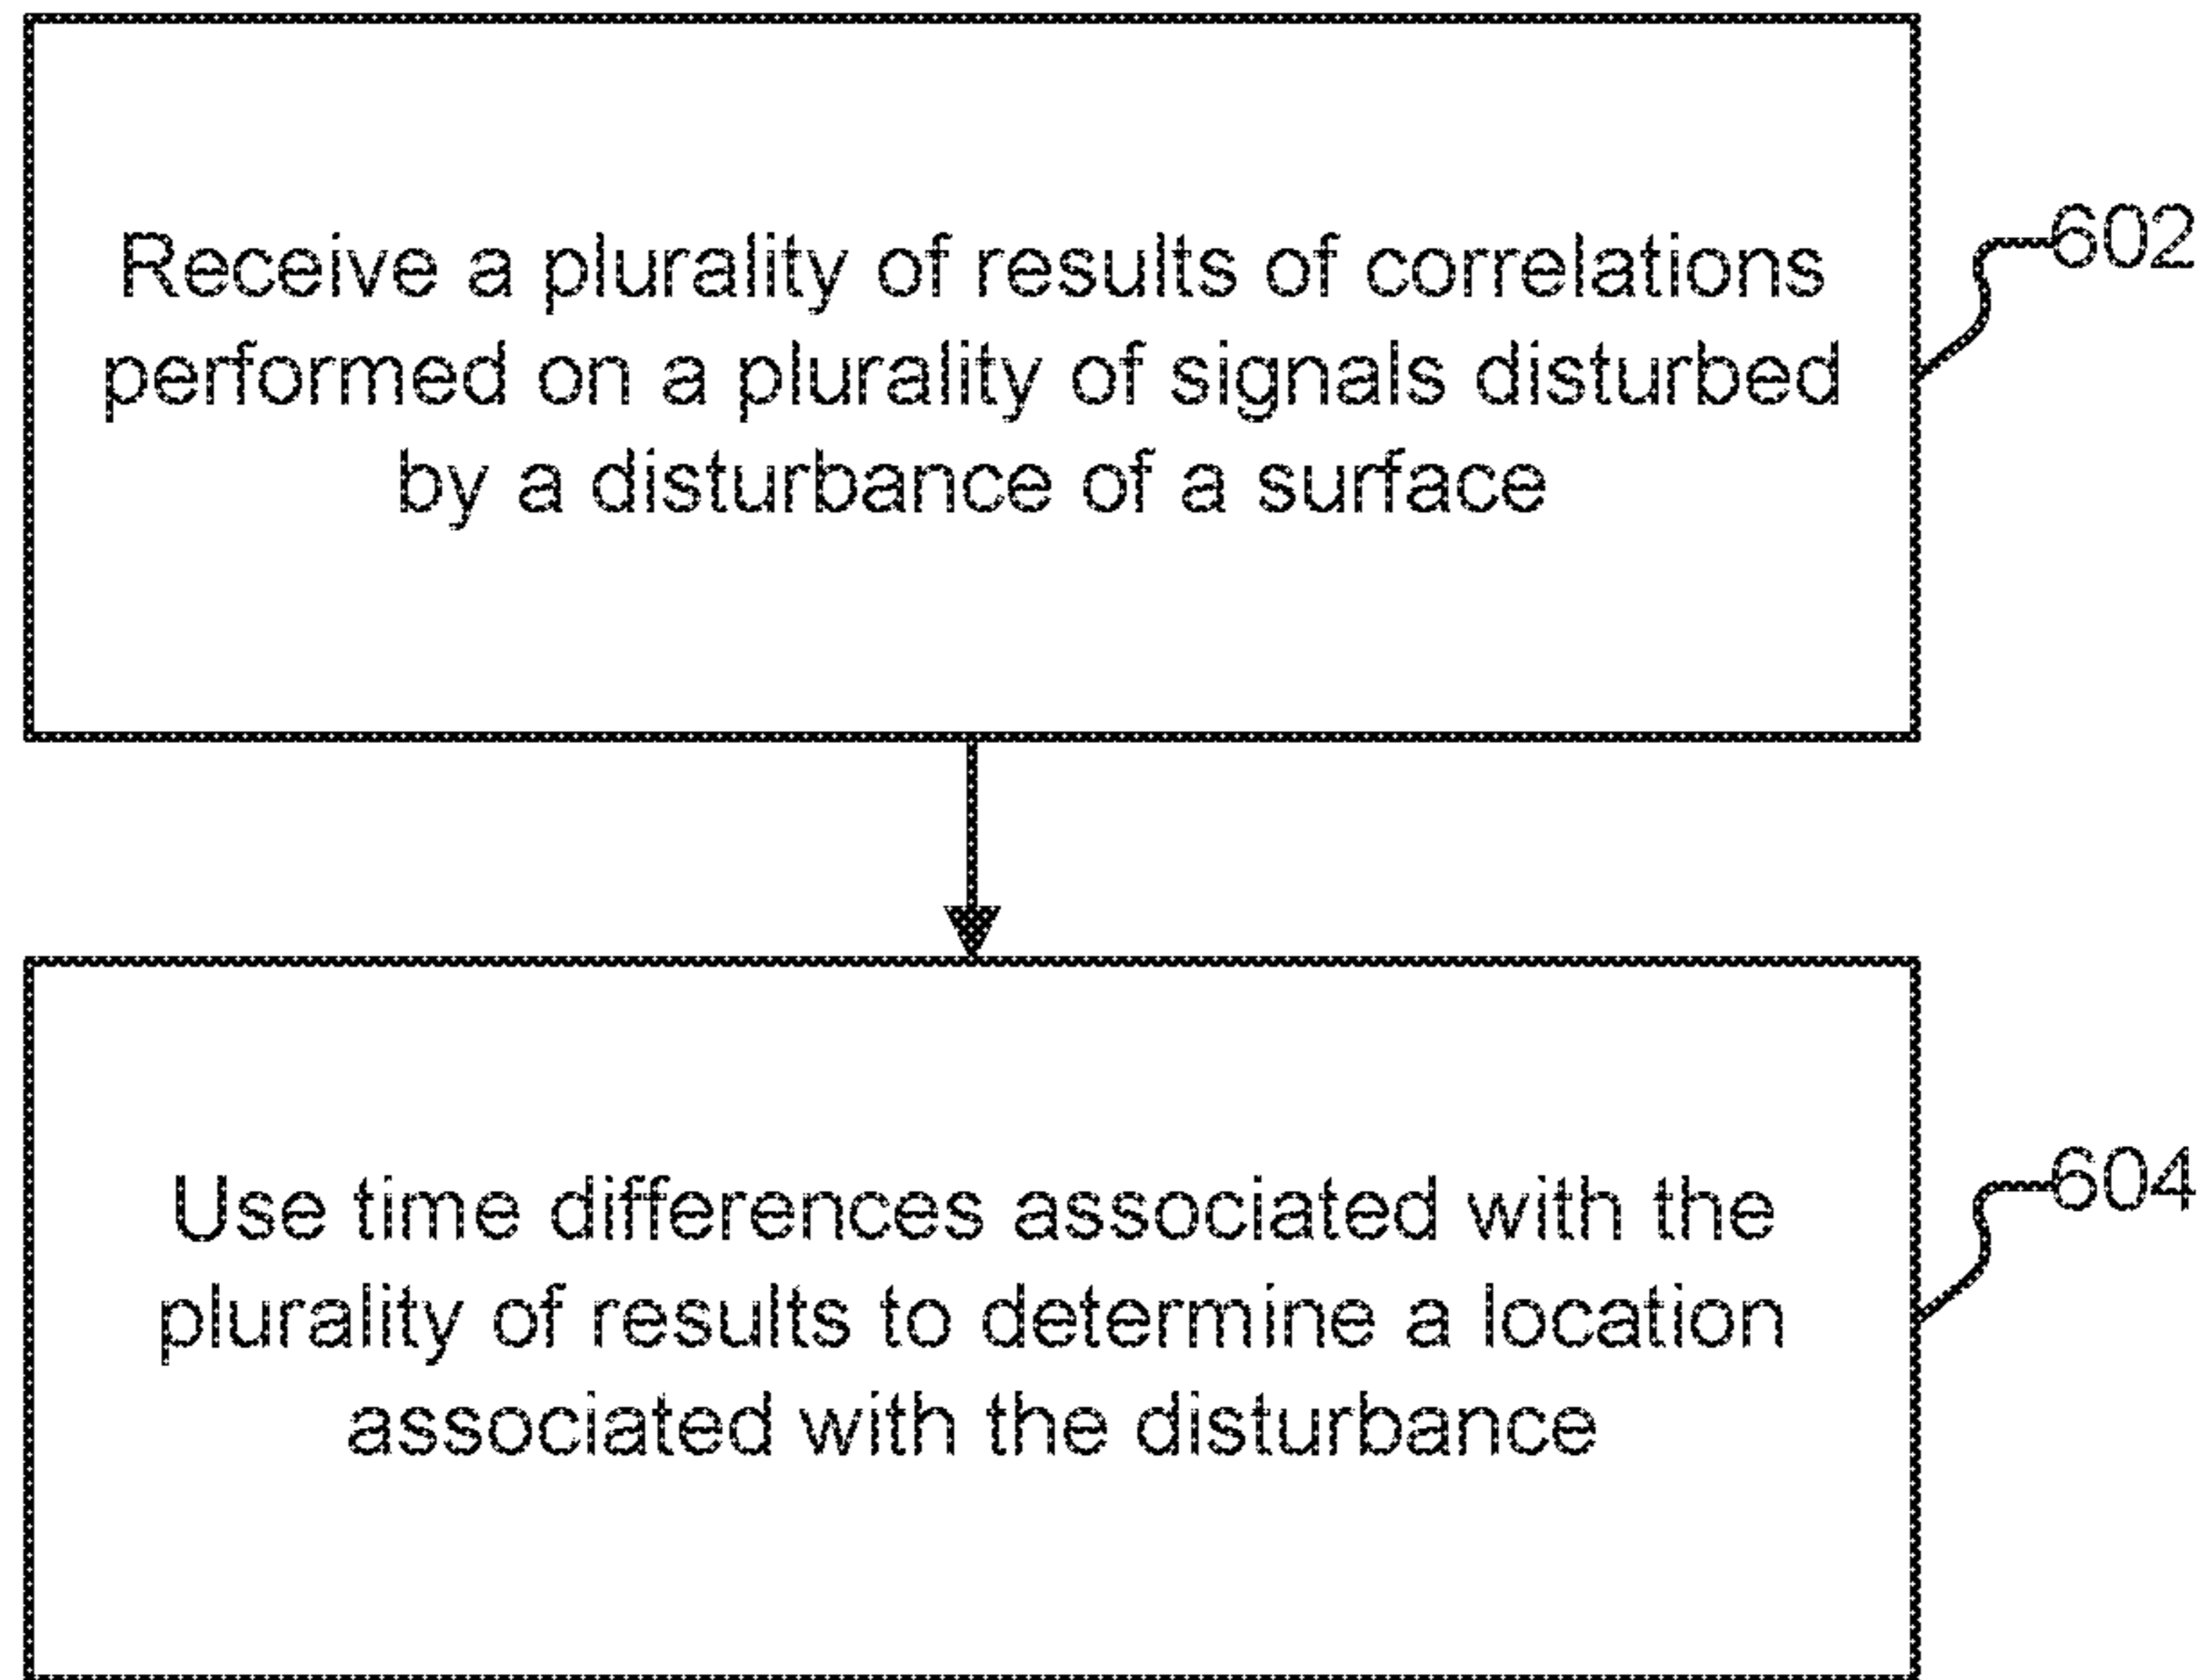 Receive a plurality of results of correlations
performed on a plurality of signals disturbed
by a disturbance of a surface
602
Use time differences associated with the
plurality of results to determine a location
associated with the disturbance
604